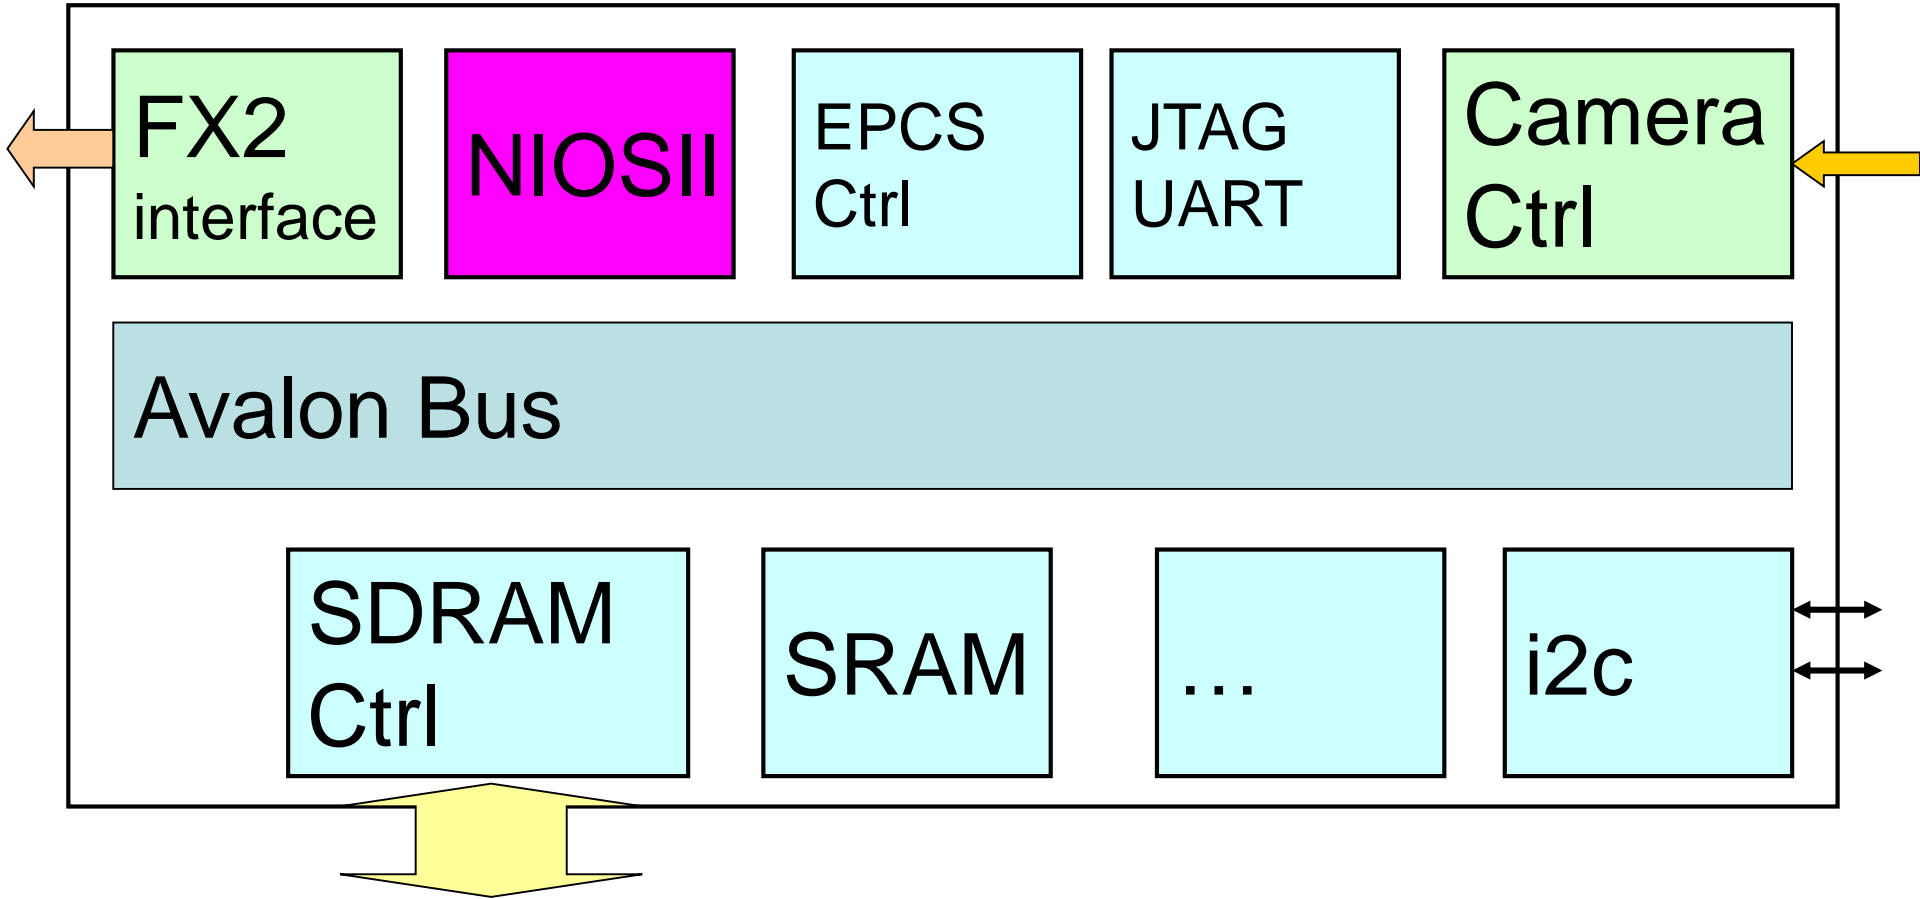 FX2
interface
NIOSII
EPCS
Ctrl
JTAG
UART
Camera
Ctrl
Avalon Bus
SDRAM
Ctrl
SRAM
...
i2c